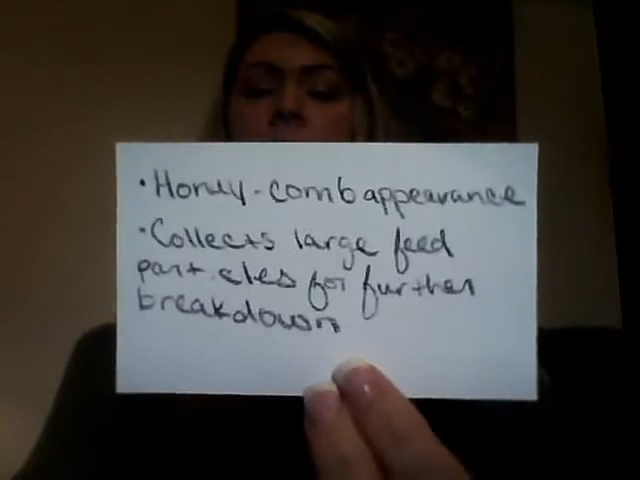 • Honey-comb appearance
• Collects large feed
particles for further
breakdown